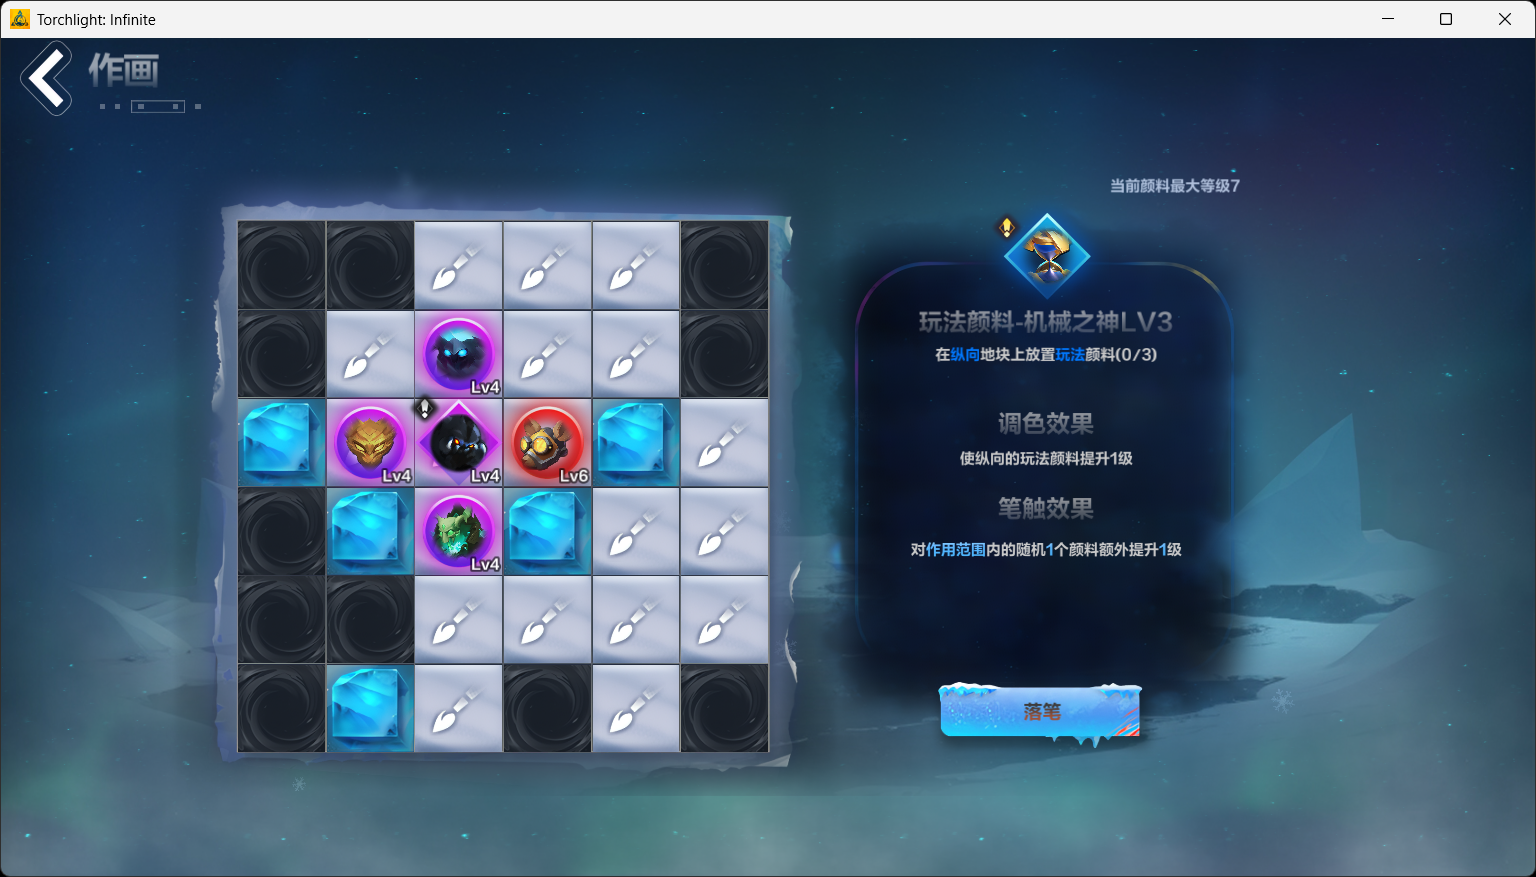 Torchlight: Infinite
作画
当前颜料最大等级7
玩法颜料-机械之神LV3
在纵向地块上放置玩法颜料(0/3)
Lv4
Lv4
Lv4
Lv6
调色效果
使纵向的玩法颜料提升1级
笔触效果
对作用范围内的随机1个颜料额外提升1级
Lv4
落笔